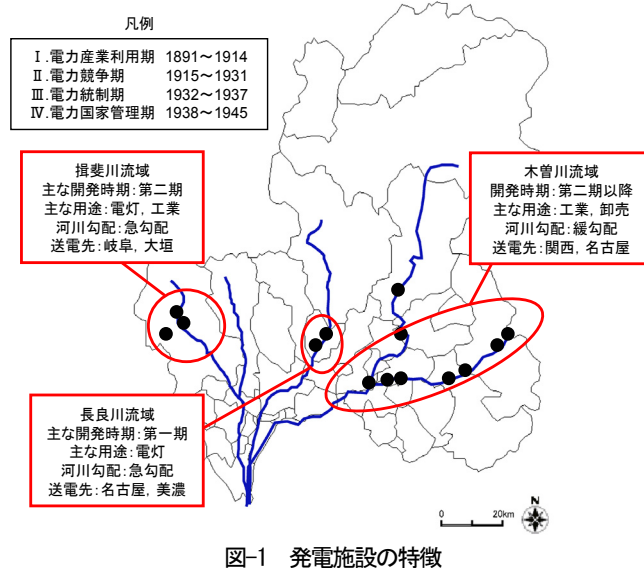 凡例
Ⅰ.電力産業利用期 1891～1914
Ⅱ.電力競争期 1915～1931
Ⅲ.電力統制期 1932～1937
Ⅳ.電力国家管理期 1938～1945
揖斐川流域
主な開発時期:第二期
主な用途:電灯, 工業
河川勾配:急勾配
送電先:岐阜, 大垣
木曽川流域
開発時期:第二期以降
主な用途:工業, 卸売
河川勾配:緩勾配
送電先:関西, 名古屋
長良川流域
主な開発時期:第一期
主な用途:電灯
河川勾配:急勾配
送電先:名古屋, 美濃
0 20km
N
図-1 発電施設の特徴